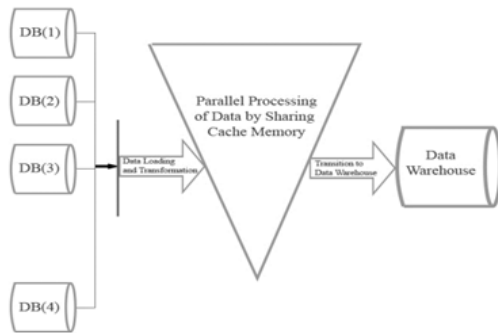 DB(1)
DB(2)
DB(3)
DB(4)
Data Loading
and Transformation
Parallel Processing
of Data by Sharing
Cache Memory
Transition to
Data Warehouse
Data
Warehouse